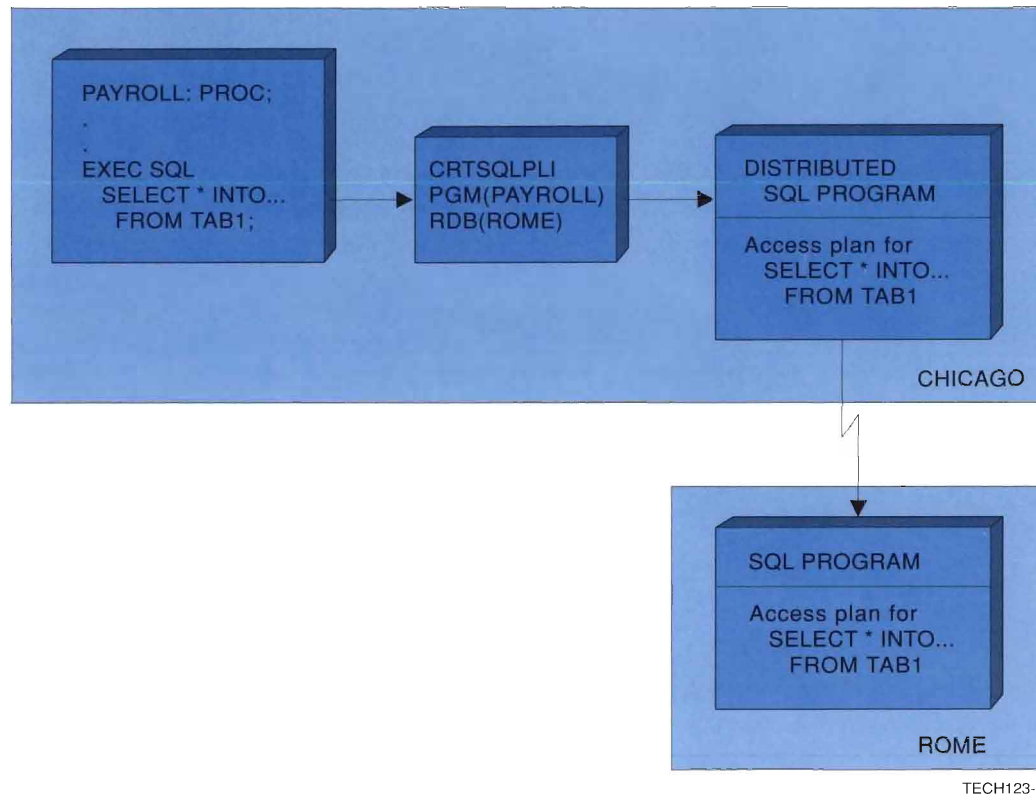 PAYROLL: PROC;
.
.
EXEC SQL
SELECT * INTO...
FROM TAB1;
CRTSQLPLI
PGM(PAYROLL)
RDB(ROME)
DISTRIBUTED
SQL PROGRAM
Access plan for
SELECT * INTO...
FROM TAB1
CHICAGO
SQL PROGRAM
Access plan for
SELECT * INTO...
FROM TAB1
ROME
TECH123-